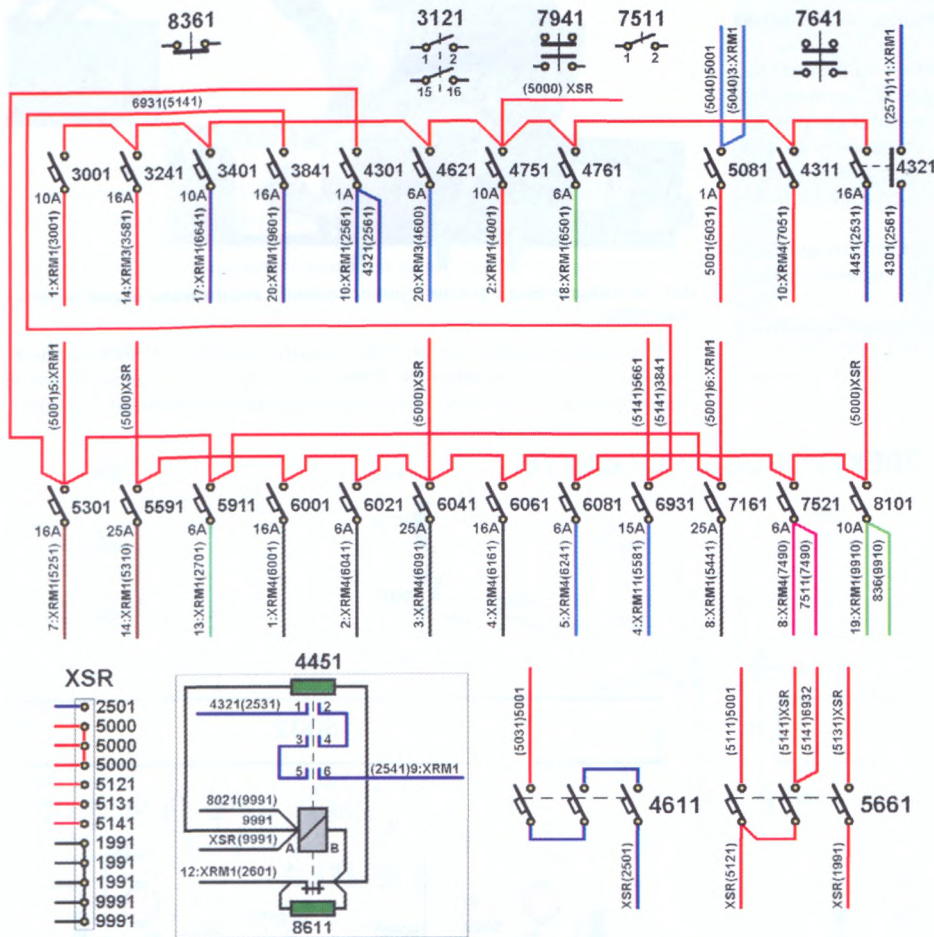 8361
3121
7941
7511
7641
1 2
15 16
1 2
6931(5141)
(5000) XSR
(5040)5001
(5040)3:XRM1
(2571)11:XRM1
3001
3241
3401
3841
4301
4621
4751
4761
5081
4311
4321
10A
16A
10A
16A
1A
6A
10A
6A
1A
10A
16A
1:XRM1(3001)
14:XRM3(3581)
17:XRM1(6641)
20:XRM1(9601)
10:XRM1(2561)
4321(2561)
20:XRM3(4600)
2:XRM1(4001)
18:XRM1(6501)
5001(5031)
10:XRM4(7051)
4451(2531)
4301(2561)
(5001)5:XRM1
(5000)XSR
(5000)XSR
(5141)5661
(5141)3841
(5001)6:XRM1
(5000)XSR
5301
5591
5911
6001
6021
6041
6061
6081
6931
7161
7521
8101
16A
25A
6A
16A
6A
25A
16A
6A
15A
25A
6A
10A
7:XRM1(5251)
14:XRM1(5310)
13:XRM1(2701)
1:XRM4(6001)
2:XRM4(6041)
3:XRM4(6091)
4:XRM4(6161)
5:XRM4(6241)
4:XRM11(5581)
8:XRM1(5441)
8:XRM4(7490)
7511(7490)
19:XRM1(9910)
836(9910)
XSR
2501
5000
5000
5000
5121
5131
5141
1991
1991
1991
9991
9991
4451
4321(2531)
1 2
3 4
5 6
(2541)9:XRM1
8021(9991)
9991
XSR(9991)
A B
12:XRM1(2601)
8611
(5031)5001
4611
XSR(2501)
(5111)5001
(5141)XSR
(5141)6932
(5131)XSR
5661
XSR(5121)
XSR(1991)